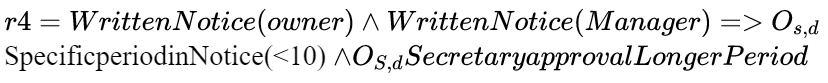 r4 = WrittenNotice(owner) ∧ WrittenNotice(Manager) => O_{s,d}
SpecificperiodinNotice(<10) ∧O_{S,d}SecretaryapprovalLongerPeriod